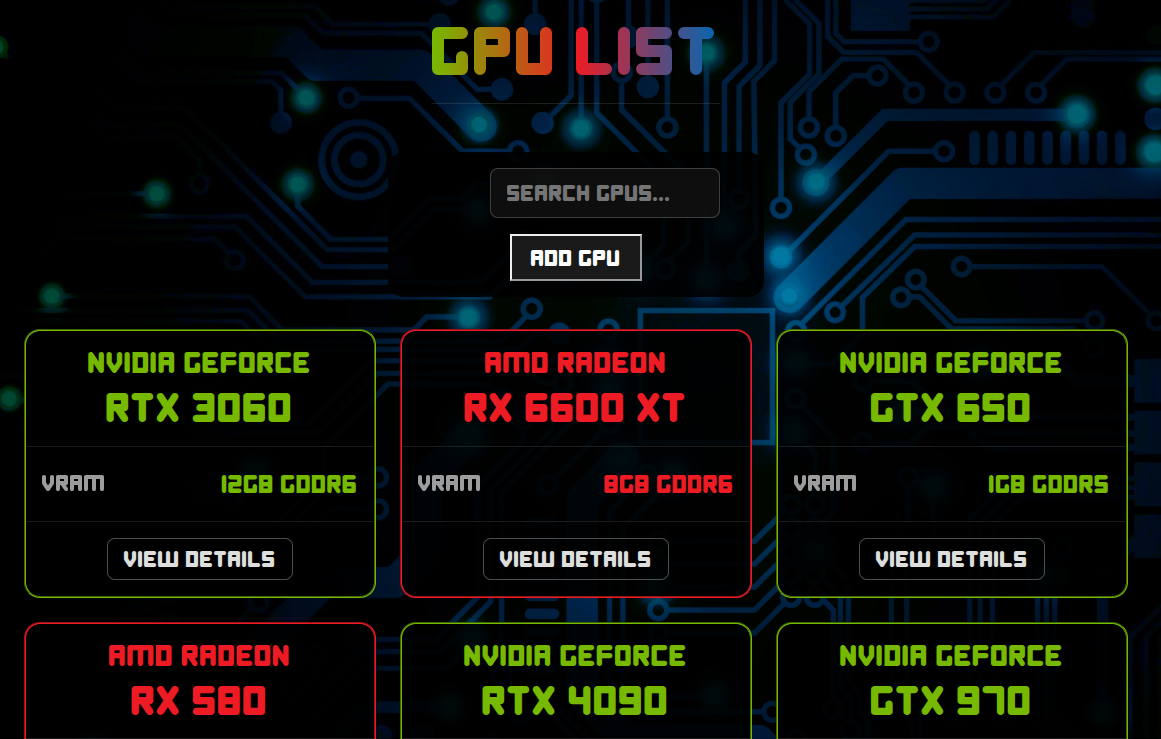 GPU LIST
SEARCH GPUS...
ADD GPU
NVIDIA GEFORCE
RTX 3060
VRAM 12GB GDDR6
VIEW DETAILS
AMD RADEON
RX 6600 XT
VRAM 8GB GDDR6
VIEW DETAILS
NVIDIA GEFORCE
GTX 650
VRAM 1GB GDDR5
VIEW DETAILS
AMD RADEON
RX 580
NVIDIA GEFORCE
RTX 4090
NVIDIA GEFORCE
GTX 970